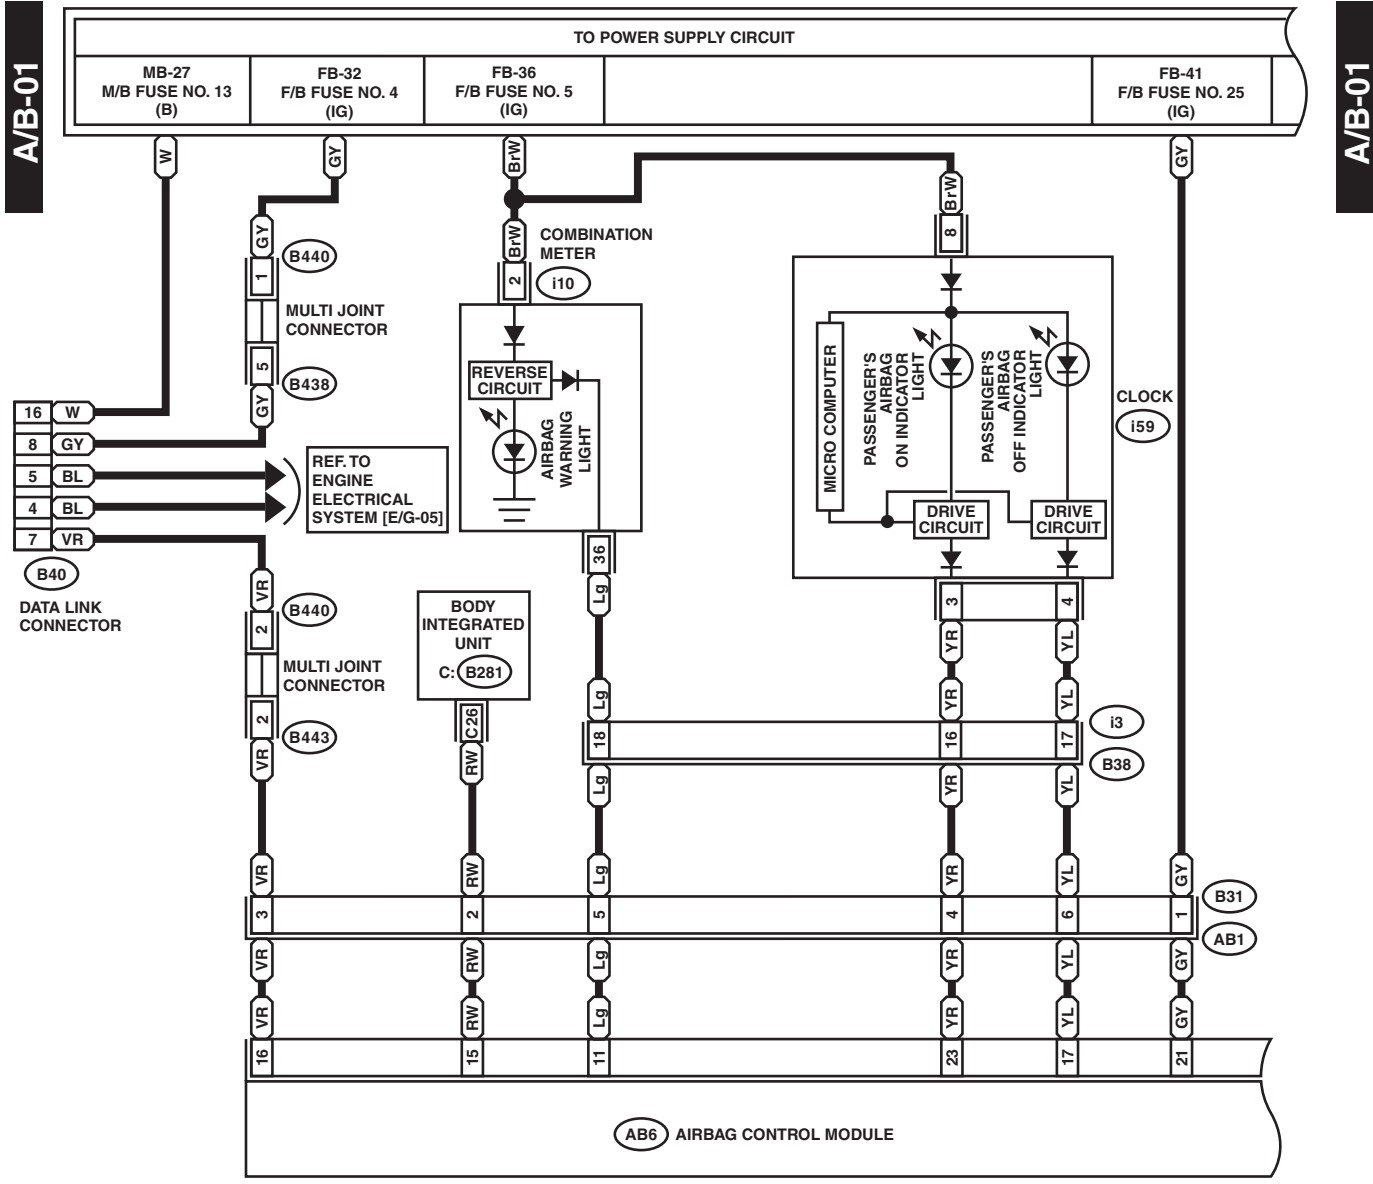 A/B-01
A/B-01
TO POWER SUPPLY CIRCUIT
MB-27
M/B FUSE NO. 13
(B)
FB-32
F/B FUSE NO. 4
(IG)
FB-36
F/B FUSE NO. 5
(IG)
FB-41
F/B FUSE NO. 25
(IG)
W
GY
BrW
GY
BrW
8
GY
B440
1
MULTI JOINT
CONNECTOR
5
B438
GY
BrW
2
COMBINATION
METER
i10
REVERSE
CIRCUIT
AIRBAG
WARNING
LIGHT
36
Lg
MICRO COMPUTER
PASSENGER'S
AIRBAG
ON INDICATOR
LIGHT
PASSENGER'S
AIRBAG
OFF INDICATOR
LIGHT
DRIVE
CIRCUIT
DRIVE
CIRCUIT
CLOCK
i59
16 W
8 GY
5 BL
4 BL
7 VR
B40
DATA LINK
CONNECTOR
REF. TO
ENGINE
ELECTRICAL
SYSTEM [E/G-05]
VR
B440
2
MULTI JOINT
CONNECTOR
2
B443
VR
BODY
INTEGRATED
UNIT
C: B281
C26
RW
3 4
YR YL
Lg YR YL
18 16 17
i3
B38
Lg YR YL
VR RW Lg YR YL GY
3 2 5 4 6 1
B31
AB1
VR RW Lg YR YL GY
VR RW Lg YR YL GY
16 15 11 23 17 21
AB6 AIRBAG CONTROL MODULE